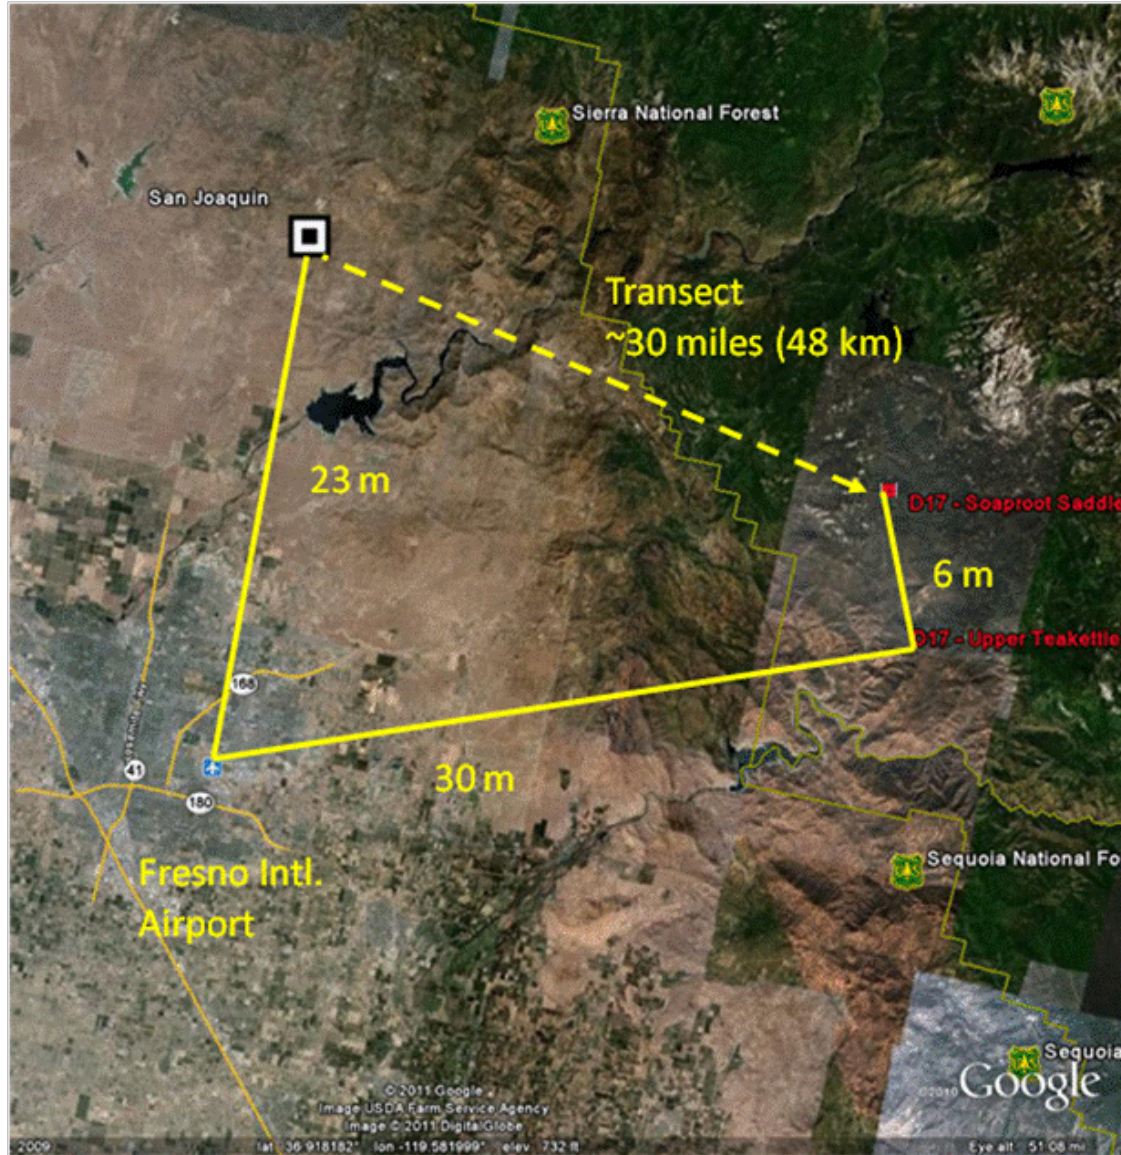 Sierra National Forest
San Joaquin
Transect
~30 miles (48 km)
23 m
D17 - Soaproot Saddle
6 m
D17 - Upper Teakettle
168
41
30 m
180
Fresno Intl.
Airport
Sequoia National Fo
Sequoia
© 2011 Google
Image USDA Farm Service Agency
Image © 2011 DigitalGlobe
©2010 Google
2009
lat 36.918182° lon -119.581999° elev 732 ft
Eye alt 51.08 mi